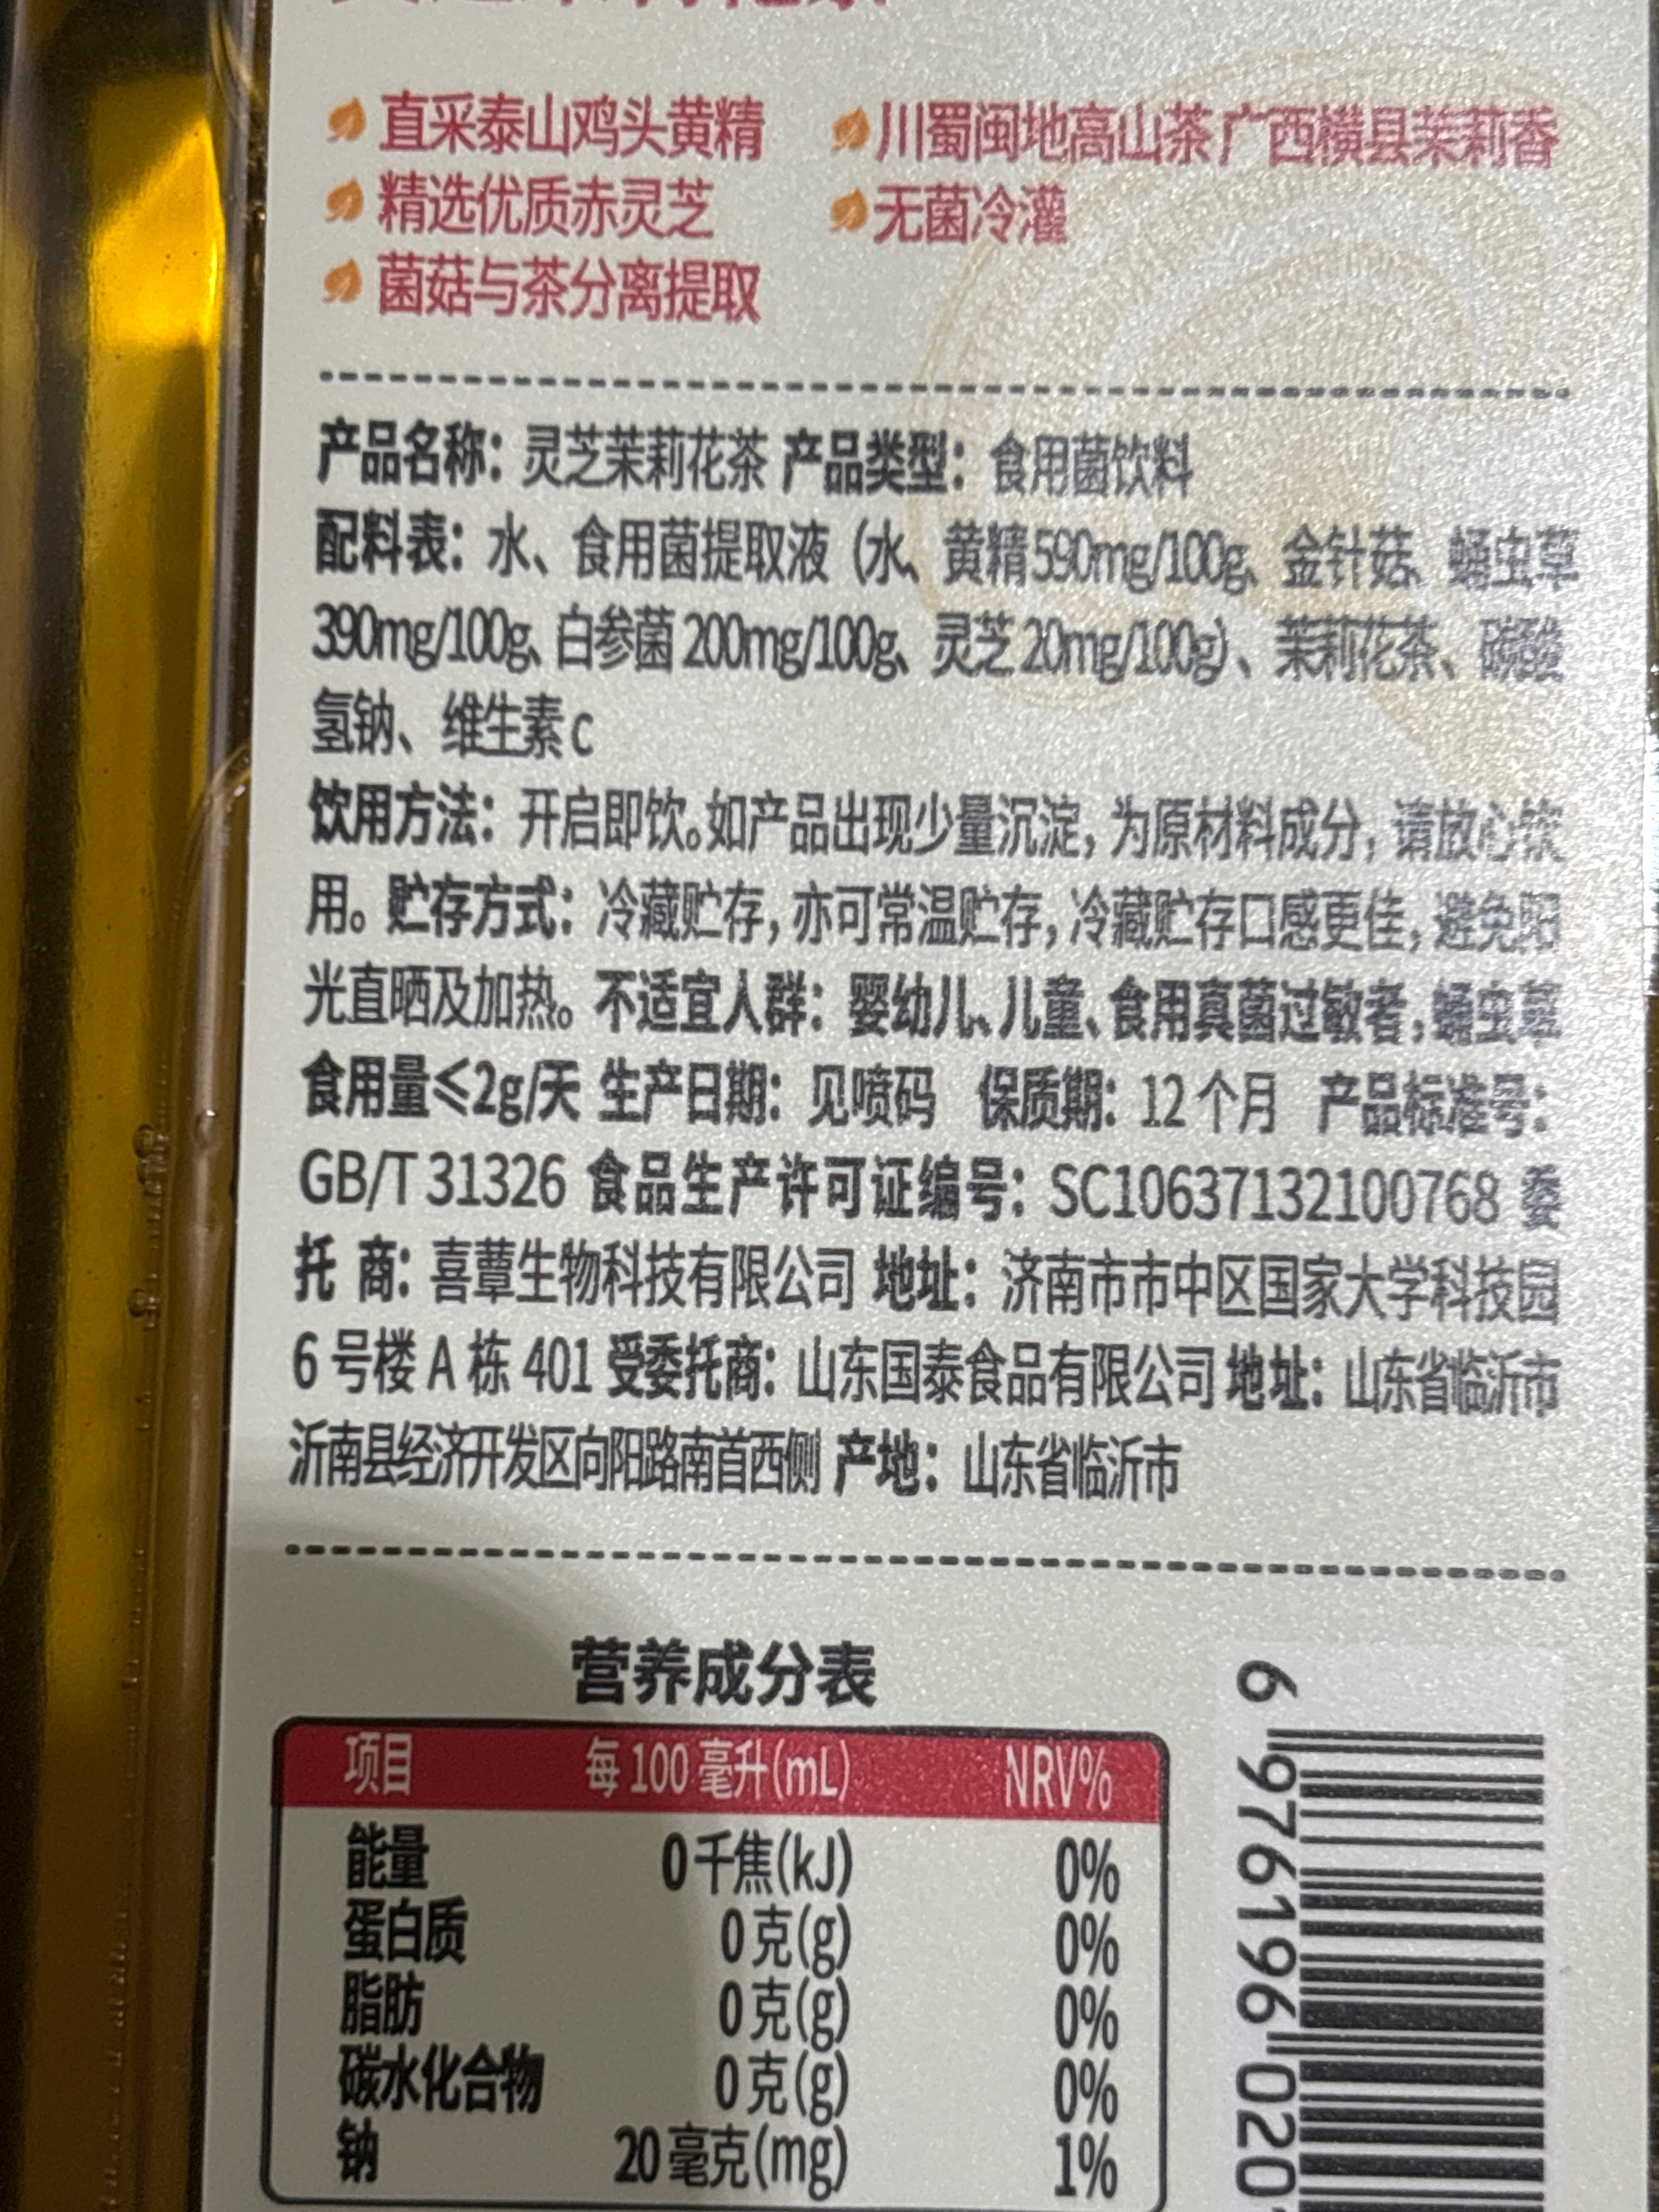 直采泰山鸡头黄精
精选优质赤灵芝
菌菇与茶分离提取
川蜀闽地高山茶 广西横县茉莉香
无菌冷灌
产品名称：灵芝茉莉花茶 产品类型：食用菌饮料
配料表：水、食用菌提取液（水、黄精590mg/100g、金针菇、蛹虫草
390mg/100g、白参菌200mg/100g、灵芝20mg/100g）、茉莉花茶、碳酸
氢钠、维生素c
饮用方法：开启即饮。如产品出现少量沉淀，为原材料成分，请放心饮
用。贮存方式：冷藏贮存，亦可常温贮存，冷藏贮存口感更佳，避免阳
光直晒及加热。不适宜人群：婴幼儿、儿童、食用真菌过敏者，蛹虫草
食用量≤2g/天 生产日期：见喷码 保质期：12个月 产品标准号：
GB/T 31326 食品生产许可证编号：SC10637132100768 委
托 商：喜蕈生物科技有限公司 地址：济南市市中区国家大学科技园
6号楼A栋401 受委托商：山东国泰食品有限公司 地址：山东省临沂市
沂南县经济开发区向阳路南首西侧 产地：山东省临沂市
营养成分表
项目 每100毫升(mL) NRV%
能量 0千焦(kJ) 0%
蛋白质 0克(g) 0%
脂肪 0克(g) 0%
碳水化合物 0克(g) 0%
钠 20毫克(mg) 1%
6 976196 020